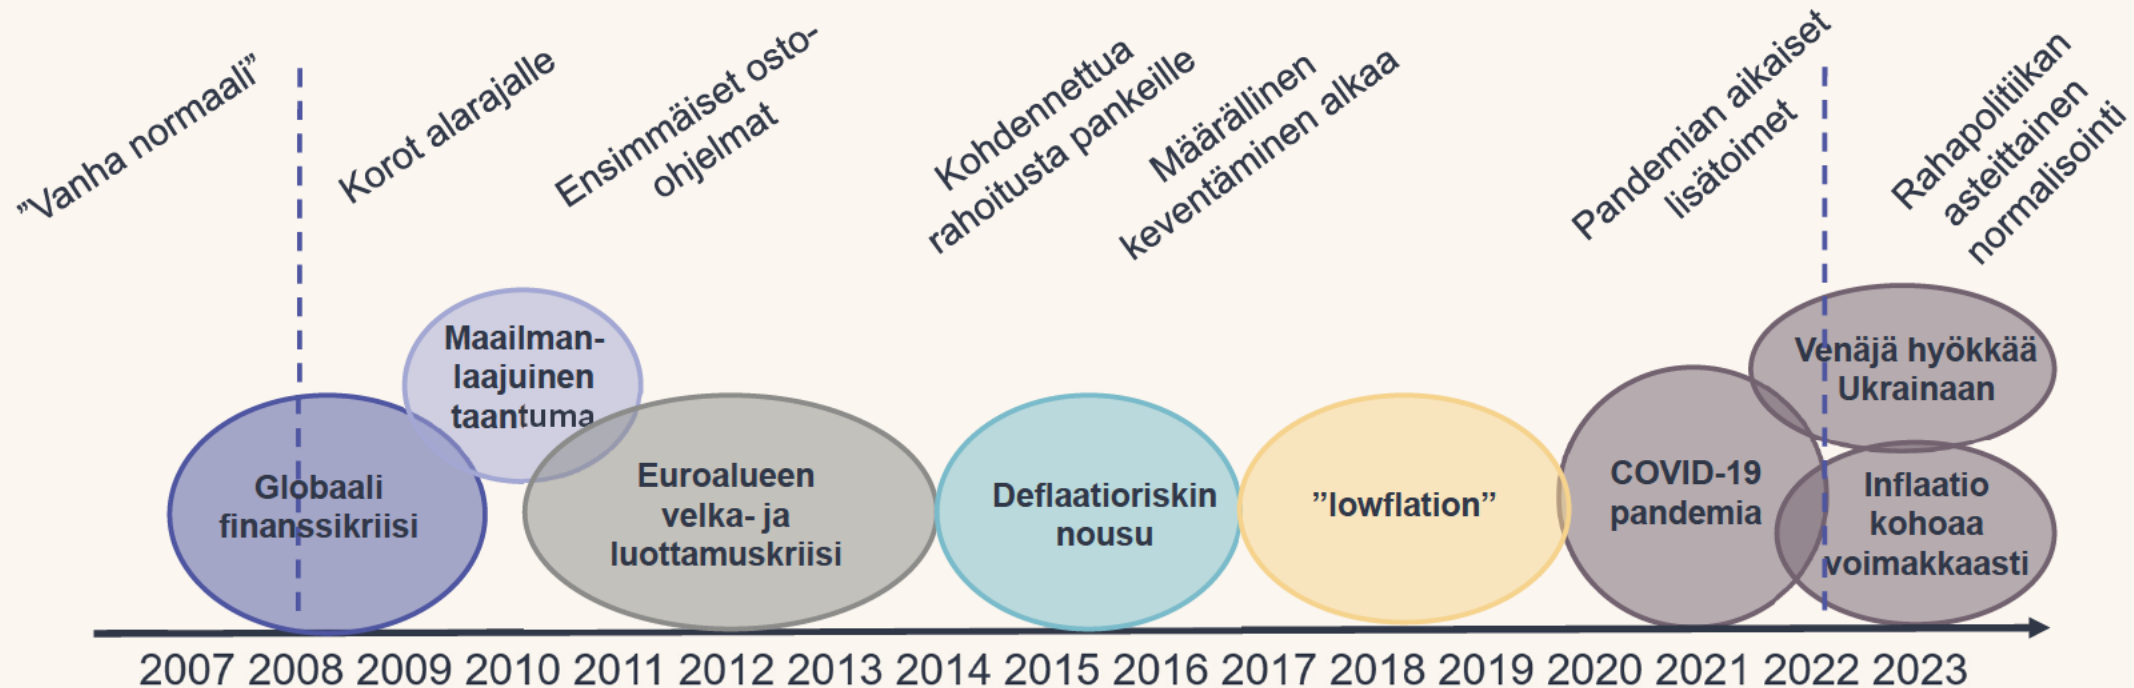 ”Vanha normaali”
Korot alarajalle
Ensimmäiset osto-
ohjelmat
Kohdennettua
rahoitusta pankeille
Määrällinen
keventäminen alkaa
Pandemian aikaiset
lisätoimet
Rahapolitiikan
asteittainen
normalisointi
Globaali
finanssikriisi
Maailman-
laajuinen
taantuma
Euroalueen
velka- ja
luottamuskriisi
Deflaatioriskin
nousu
”lowflation”
COVID-19
pandemia
Venäjä hyökkää
Ukrainaan
Inflaatio
kohoaa
voimakkaasti
2007 2008 2009 2010 2011 2012 2013 2014 2015 2016 2017 2018 2019 2020 2021 2022 2023